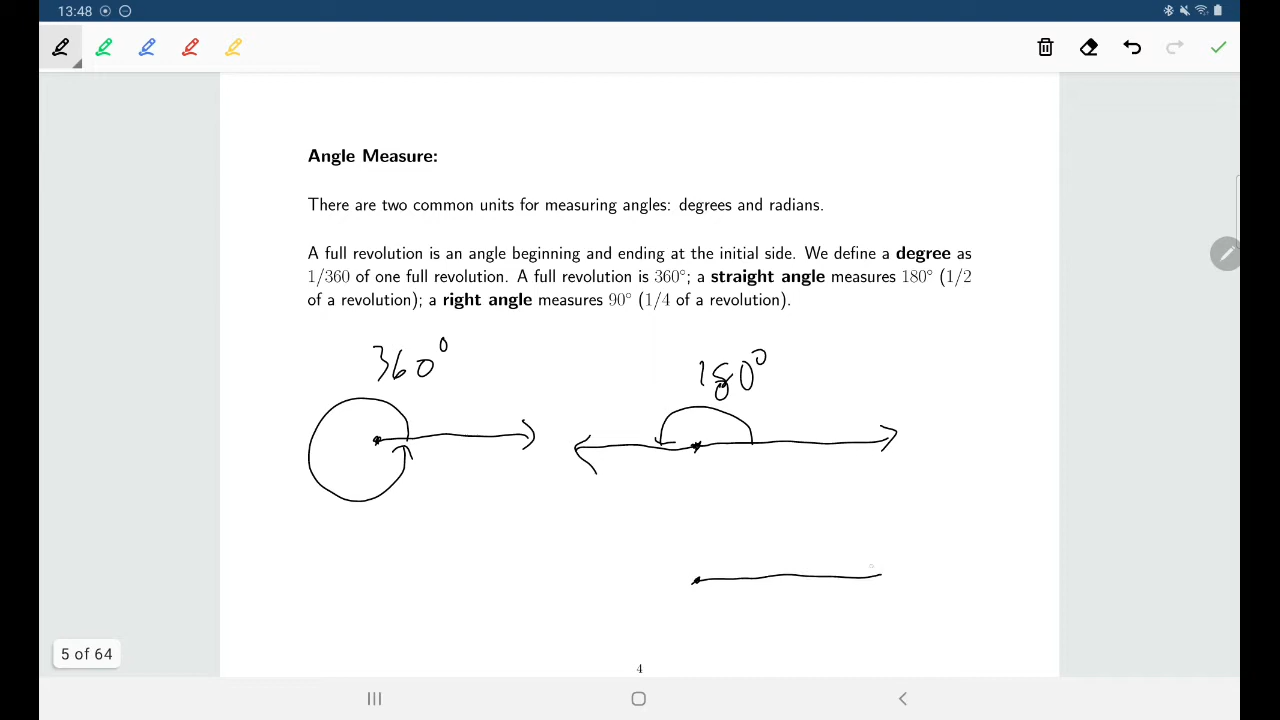 13:48
Angle Measure:
There are two common units for measuring angles: degrees and radians.
A full revolution is an angle beginning and ending at the initial side. We define a degree as
1/360 of one full revolution. A full revolution is 360°; a straight angle measures 180° (1/2
of a revolution); a right angle measures 90° (1/4 of a revolution).
360°
180°
5 of 64
4